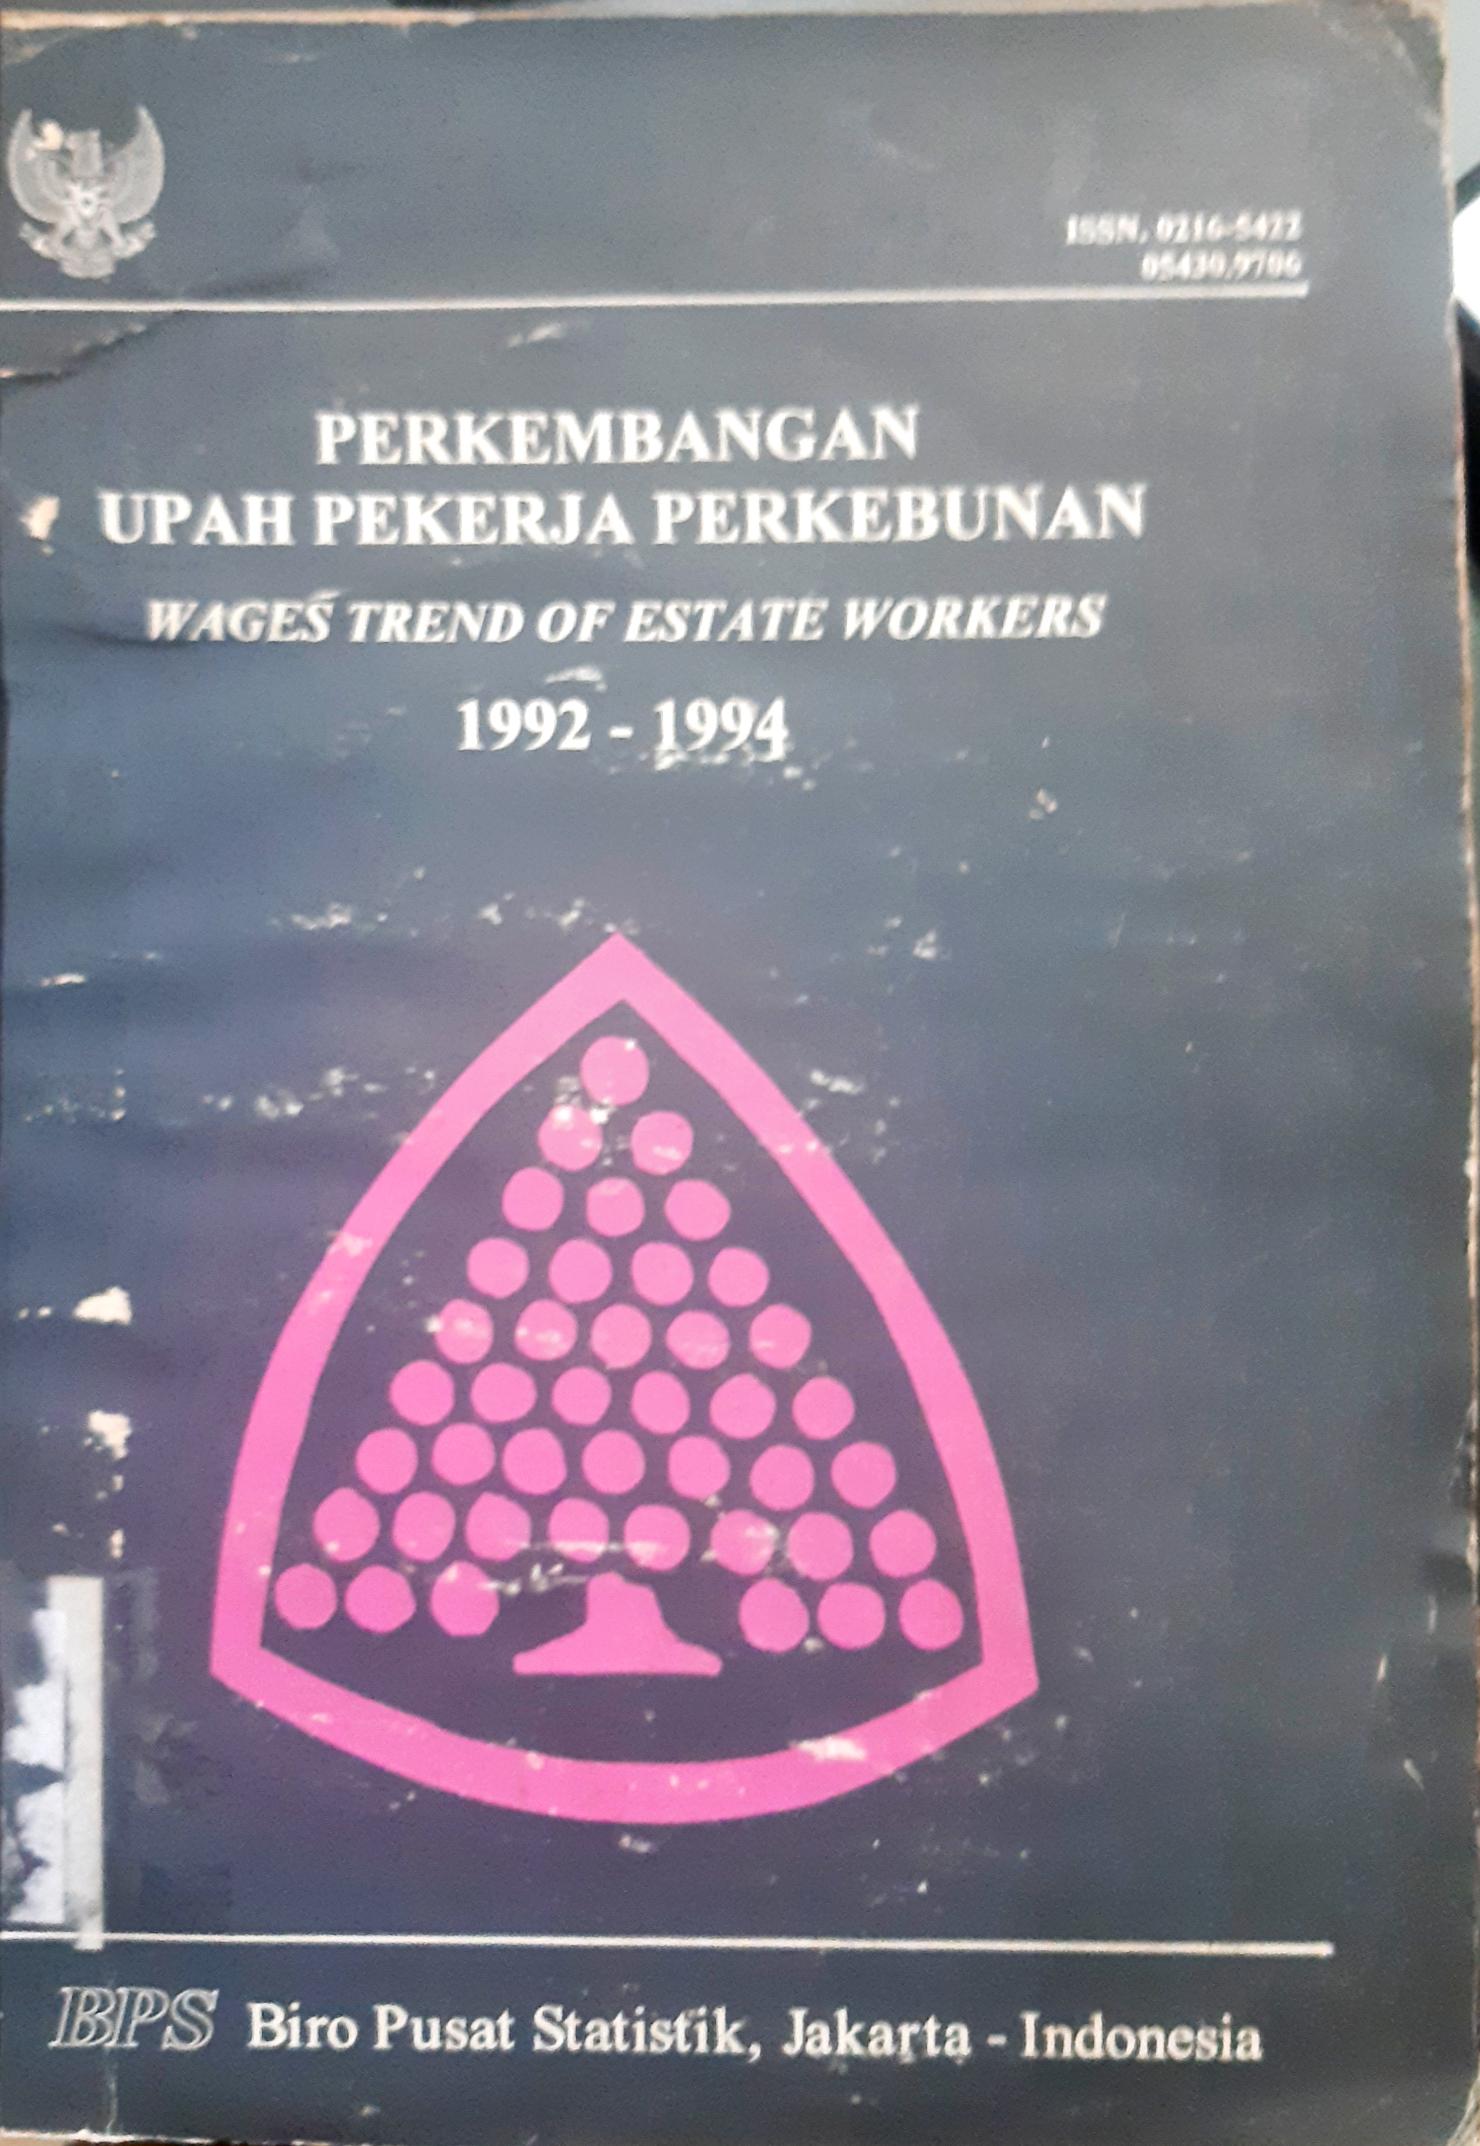 ISSN. 0216-5422
05430.9706
PERKEMBANGAN
UPAH PEKERJA PERKEBUNAN
WAGES TREND OF ESTATE WORKERS
1992 - 1994
BPS Biro Pusat Statistik, Jakarta - Indonesia